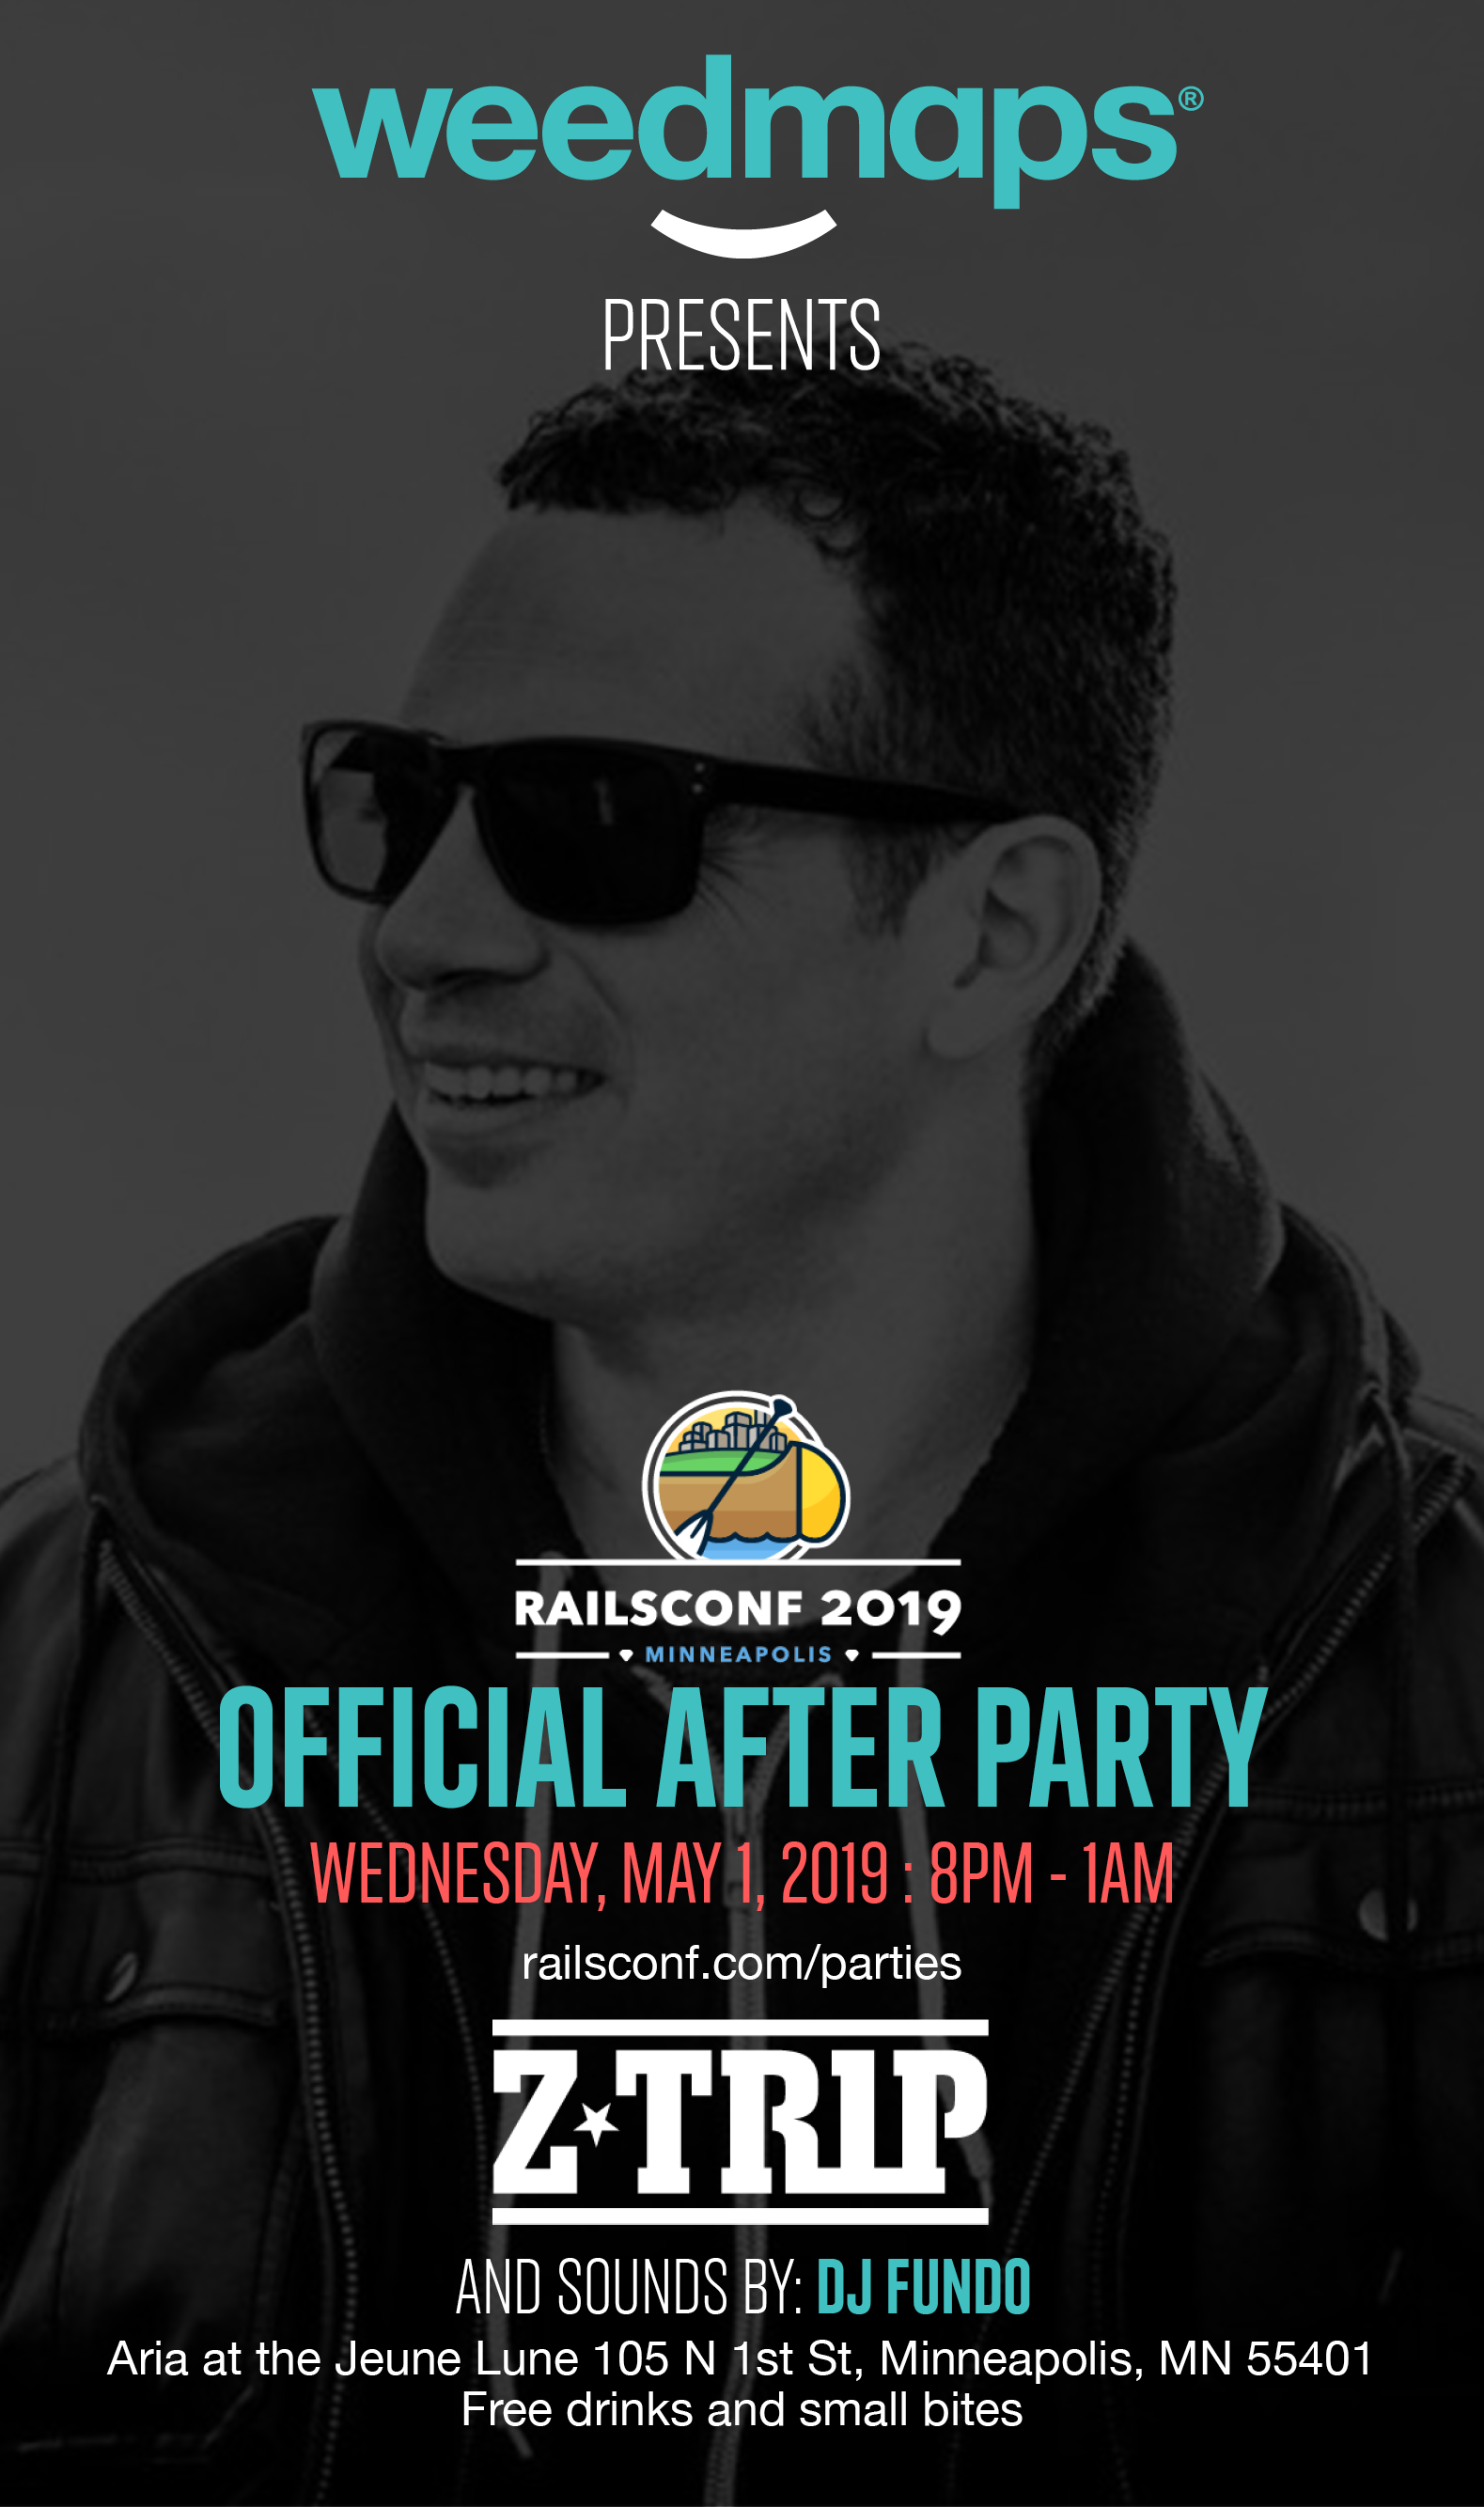 weedmaps®
PRESENTS
RAILSCONF 2019
MINNEAPOLIS
OFFICIAL AFTER PARTY
WEDNESDAY, MAY 1, 2019 : 8PM - 1AM
railsconf.com/parties
Z★TRIP
AND SOUNDS BY: DJ FUNDO
Aria at the Jeune Lune 105 N 1st St, Minneapolis, MN 55401
Free drinks and small bites